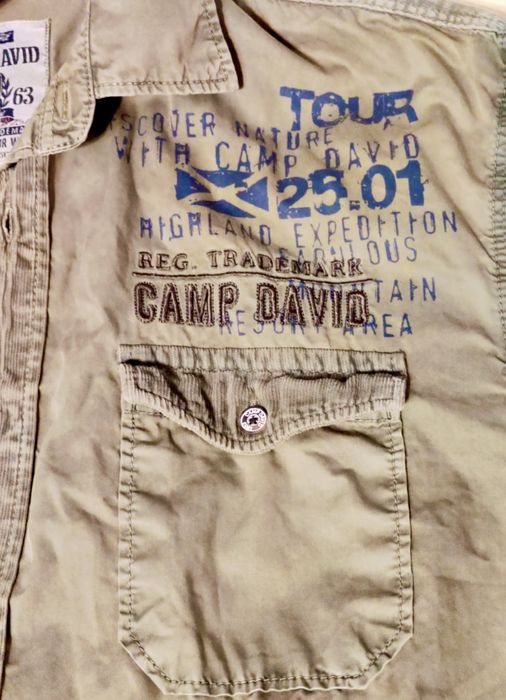 DAVID
63
TOUR
SCOVER NATURE
WITH CAMP DAVID
25.01
HIGHLAND EXPEDITION
FABULOUS
REG. TRADEMARK
MOUNTAIN
CAMP DAVID
RESORT AREA